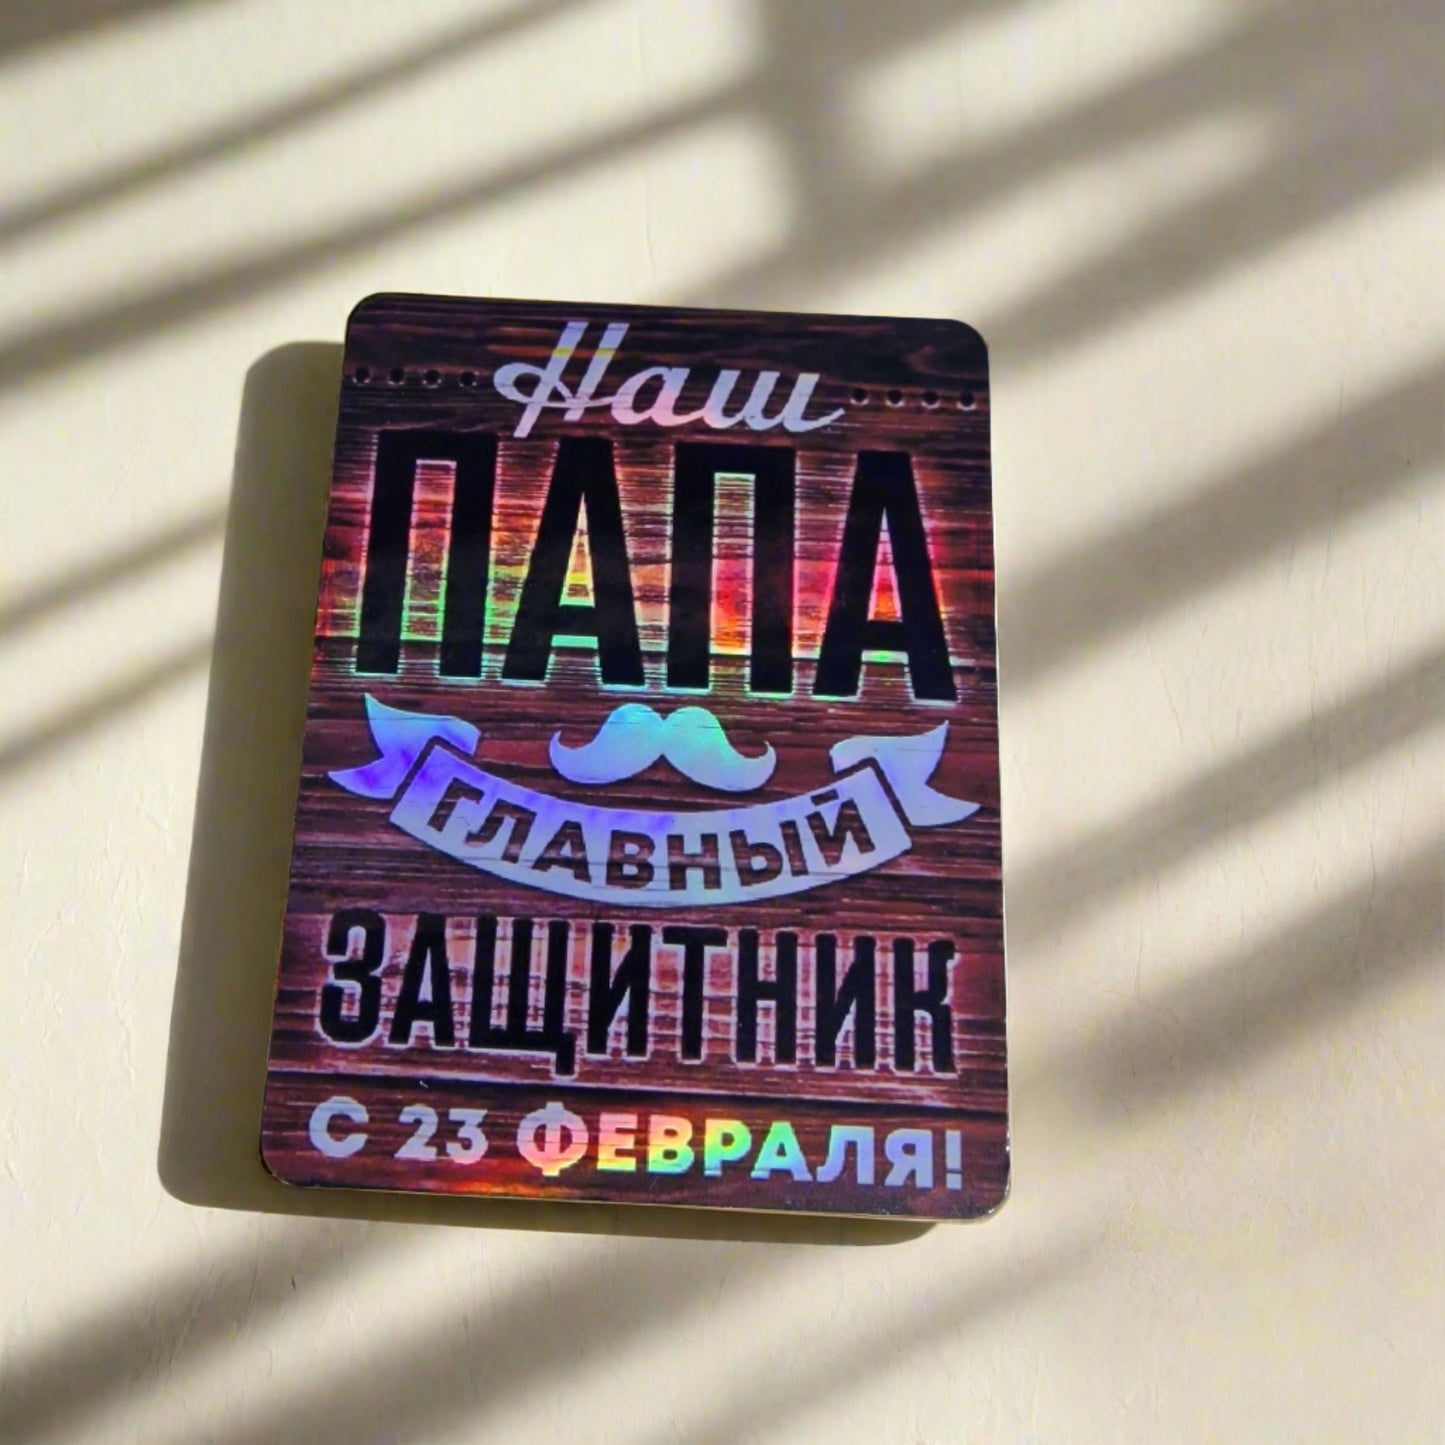 Наш
ПАПА
ГЛАВНЫЙ
ЗАЩИТНИК
С 23 ФЕВРАЛЯ!